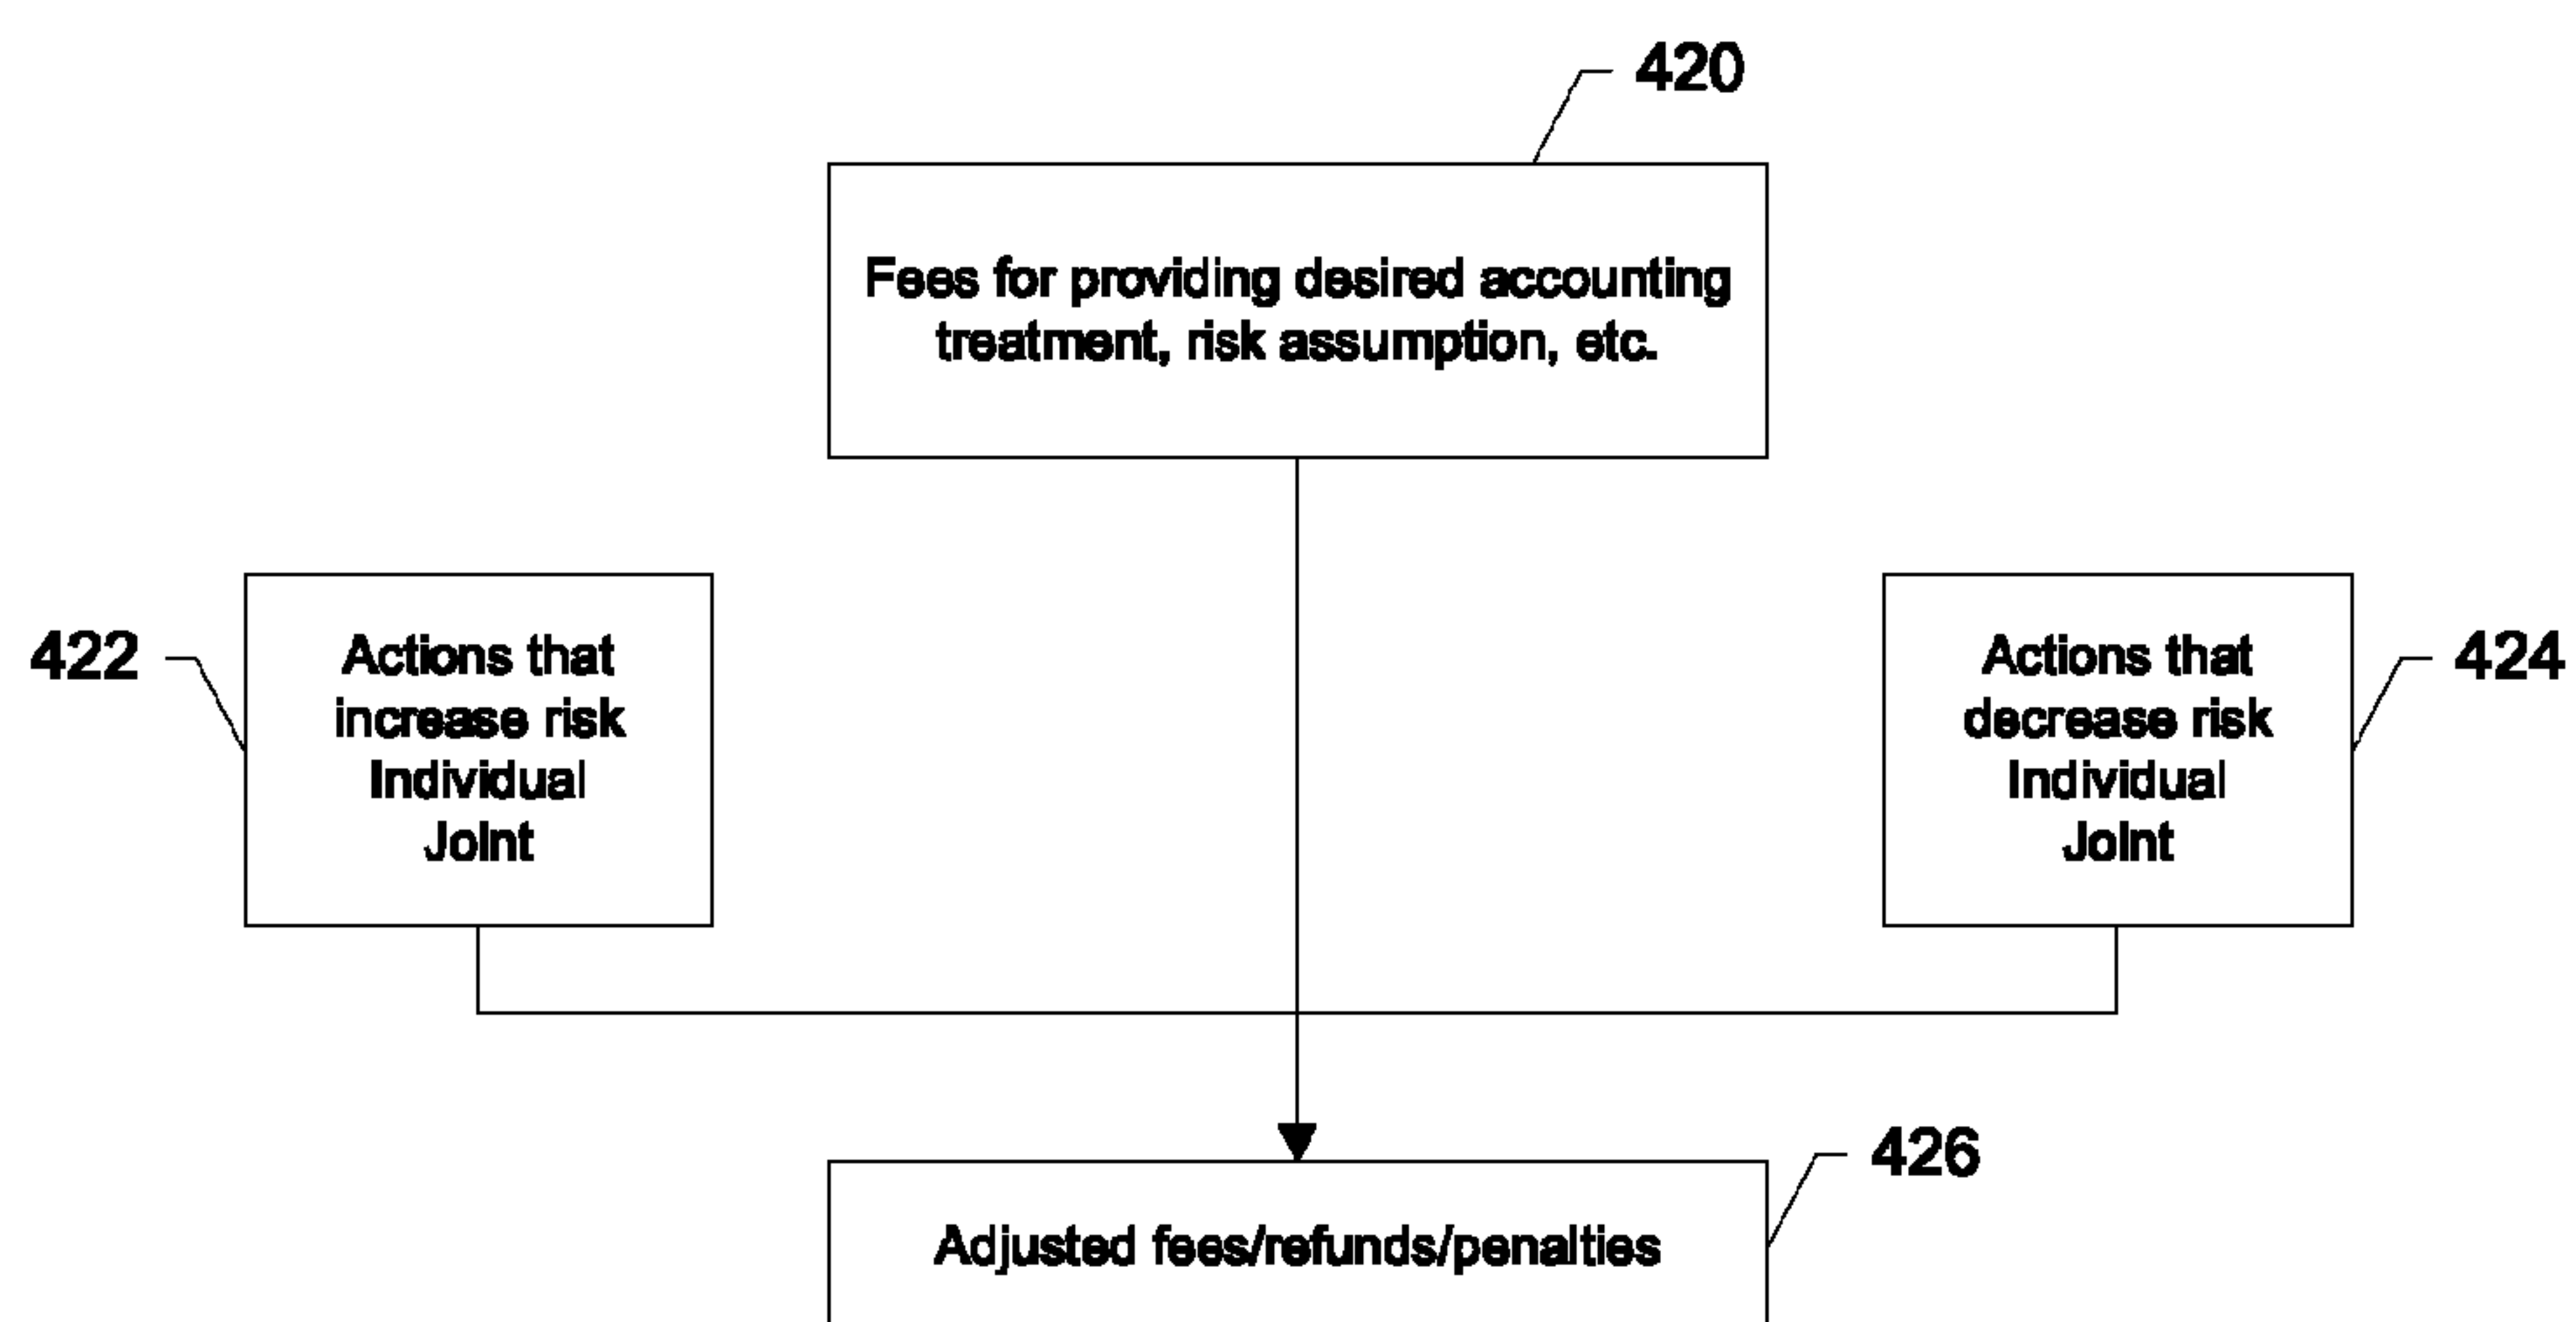 420
Fees for providing desired accounting
treatment, risk assumption, etc.
422
Actions that
increase risk
Individual
Joint
Actions that
decrease risk
Individual
Joint
424
426
Adjusted fees/refunds/penalties